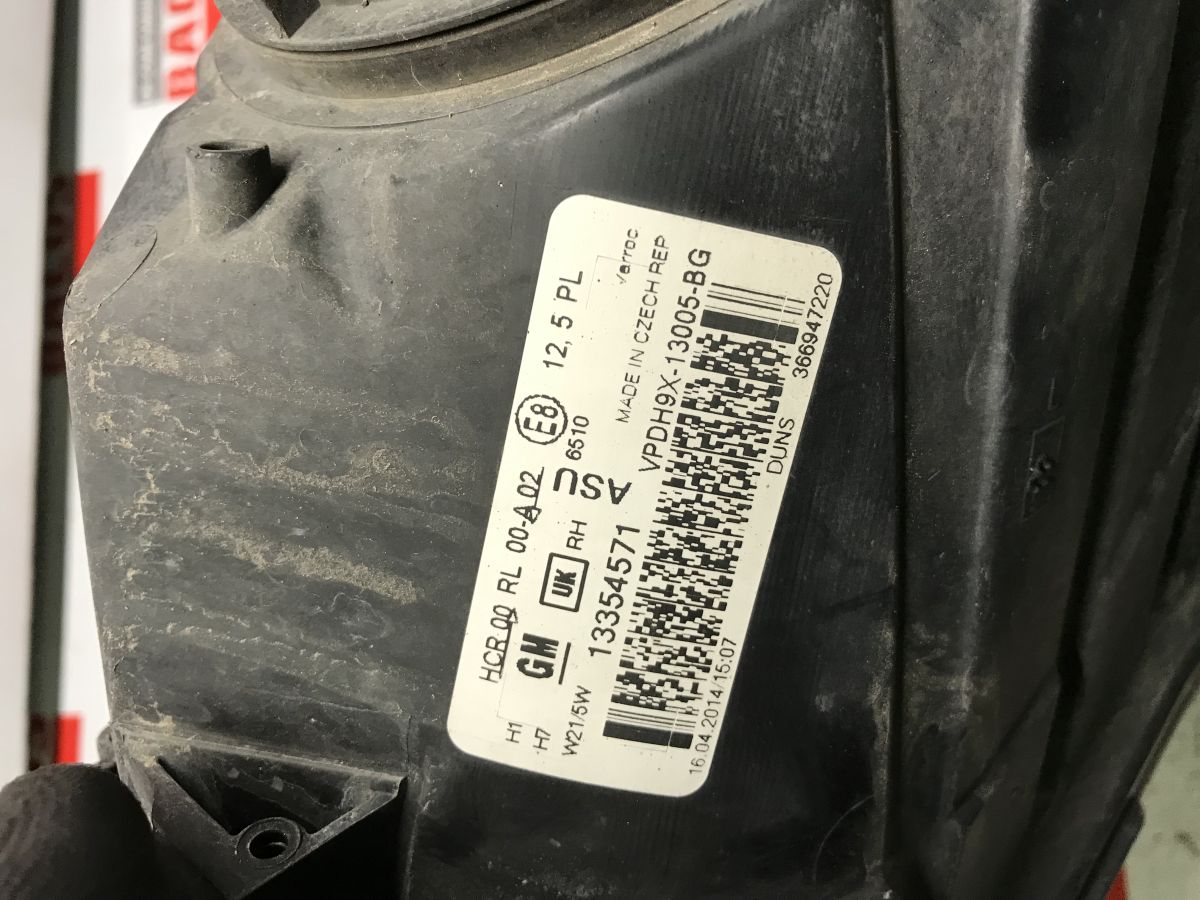 HCR 00 RL 00-A 02 E8 12, 5 PL
6510
H1
H7
W21/5W
GM
UK RH
ASU
Varroc
MADE IN CZECH REP
13354571 VPDH9X-13005-BG
16.04.2014 15:07 DUNS 366947220